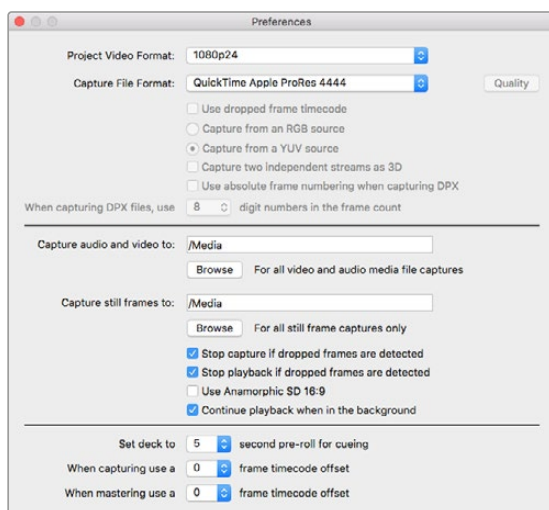 Preferences
Project Video Format: 1080p24
Capture File Format: QuickTime Apple ProRes 4444 Quality
Use dropped frame timecode
Capture from an RGB source
Capture from a YUV source
Capture two independent streams as 3D
Use absolute frame numbering when capturing DPX
When capturing DPX files, use 8 digit numbers in the frame count
Capture audio and video to: /Media
Browse For all video and audio media file captures
Capture still frames to: /Media
Browse For all still frame captures only
Stop capture if dropped frames are detected
Stop playback if dropped frames are detected
Use Anamorphic SD 16:9
Continue playback when in the background
Set deck to 5 second pre-roll for cueing
When capturing use a 0 frame timecode offset
When mastering use a 0 frame timecode offset